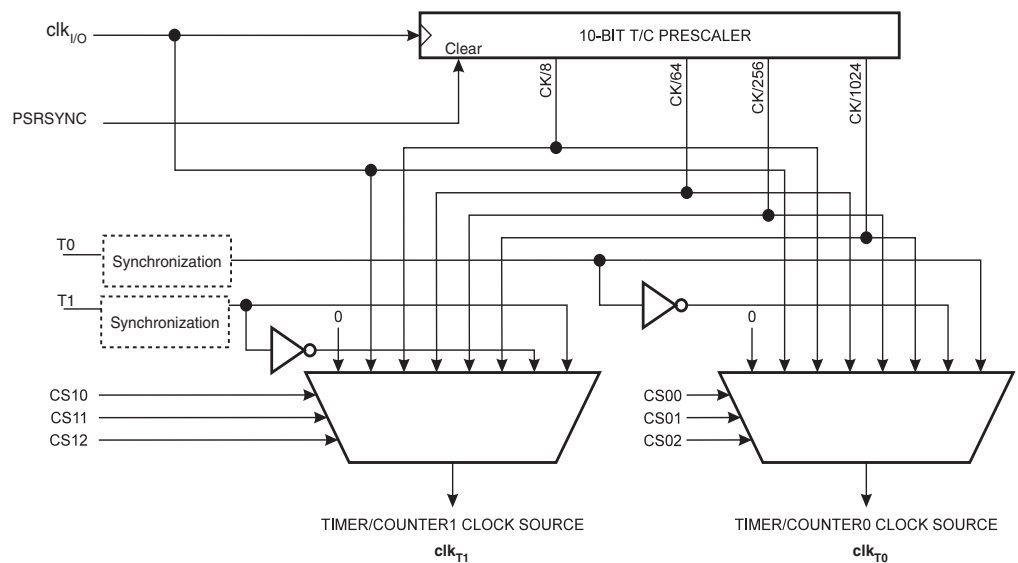 clkI/O
10-BIT T/C PRESCALER
Clear
CK/8
CK/64
CK/256
CK/1024
PSRSYNC
T0
Synchronization
T1
Synchronization
0
0
CS10
CS11
CS12
CS00
CS01
CS02
TIMER/COUNTER1 CLOCK SOURCE
clkT1
TIMER/COUNTER0 CLOCK SOURCE
clkT0